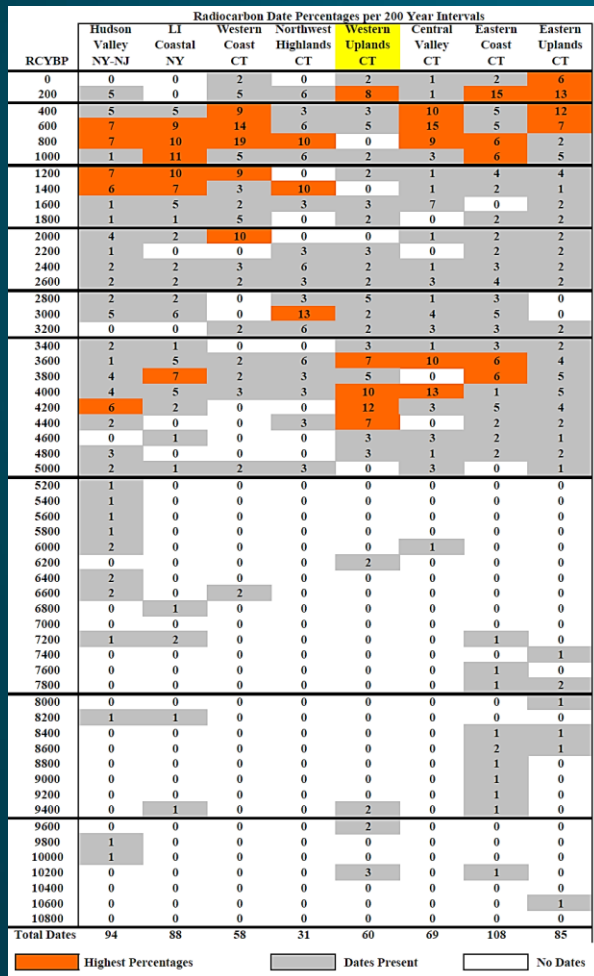 Radiocarbon Date Percentages per 200 Year Intervals
Hudson LI Western Northwest Western Central Eastern Eastern
Valley Coastal Coast Highlands Uplands Valley Coast Uplands
RCYBP NY-NJ NY CT CT CT CT CT CT
0 0 0 2 0 2 1 2 6
200 5 0 5 6 8 1 15 13
400 5 5 9 3 3 10 5 12
600 7 9 14 6 5 15 5 7
800 7 10 19 10 0 9 6 2
1000 1 11 5 6 2 3 6 5
1200 7 10 9 0 2 1 4 4
1400 6 7 3 10 0 1 2 1
1600 1 5 2 3 3 7 0 2
1800 1 1 5 0 2 0 2 2
2000 4 2 10 0 0 1 2 2
2200 1 0 0 3 3 0 2 2
2400 2 2 3 6 2 1 3 2
2600 2 2 3 3 2 3 4 2
2800 2 2 0 3 5 1 3 0
3000 5 6 0 13 2 4 5 0
3200 0 0 2 6 2 3 3 2
3400 2 1 0 0 3 1 3 2
3600 1 5 2 6 7 10 6 4
3800 4 7 2 3 5 0 6 5
4000 4 5 3 3 10 13 1 5
4200 6 2 0 0 12 3 5 4
4400 2 0 0 3 7 0 2 2
4600 0 1 0 0 3 3 2 1
4800 3 0 0 0 3 1 2 2
5000 2 1 2 3 0 3 0 1
5200 1 0 0 0 0 0 0 0
5400 1 0 0 0 0 0 0 0
5600 1 0 0 0 0 0 0 0
5800 1 0 0 0 0 0 0 0
6000 2 0 0 0 0 1 0 0
6200 0 0 0 0 2 0 0 0
6400 2 0 0 0 0 0 0 0
6600 2 0 2 0 0 0 0 0
6800 0 1 0 0 0 0 0 0
7000 0 0 0 0 0 0 0 0
7200 1 2 0 0 0 0 1 0
7400 0 0 0 0 0 0 0 1
7600 0 0 0 0 0 0 1 0
7800 0 0 0 0 0 0 1 2
8000 0 0 0 0 0 0 0 1
8200 1 1 0 0 0 0 0 0
8400 0 0 0 0 0 0 1 1
8600 0 0 0 0 0 0 2 1
8800 0 0 0 0 0 0 1 0
9000 0 0 0 0 0 0 1 0
9200 0 0 0 0 0 0 1 0
9400 0 1 0 0 2 0 1 0
9600 0 0 0 0 2 0 0 0
9800 1 0 0 0 0 0 0 0
10000 1 0 0 0 0 0 0 0
10200 0 0 0 0 3 0 1 0
10400 0 0 0 0 0 0 0 0
10600 0 0 0 0 0 0 0 1
10800 0 0 0 0 0 0 0 0
Total Dates 94 88 58 31 60 69 108 85
Highest Percentages Dates Present No Dates